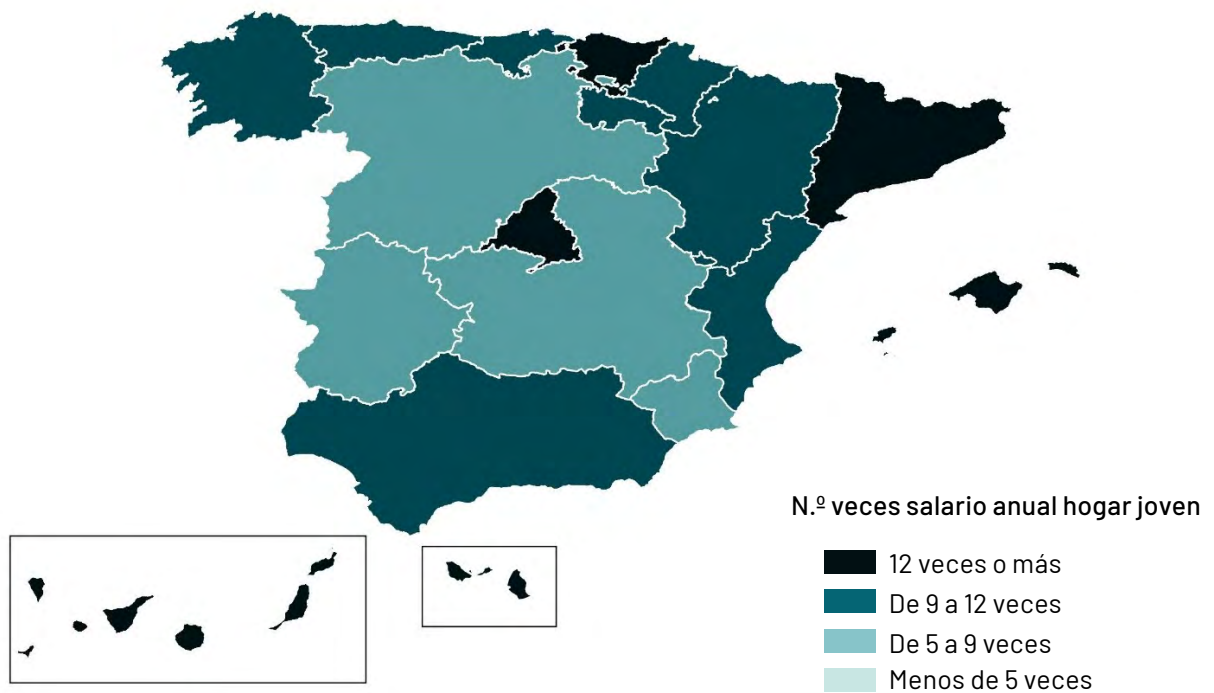 N.º veces salario anual hogar joven
12 veces o más
De 9 a 12 veces
De 5 a 9 veces
Menos de 5 veces